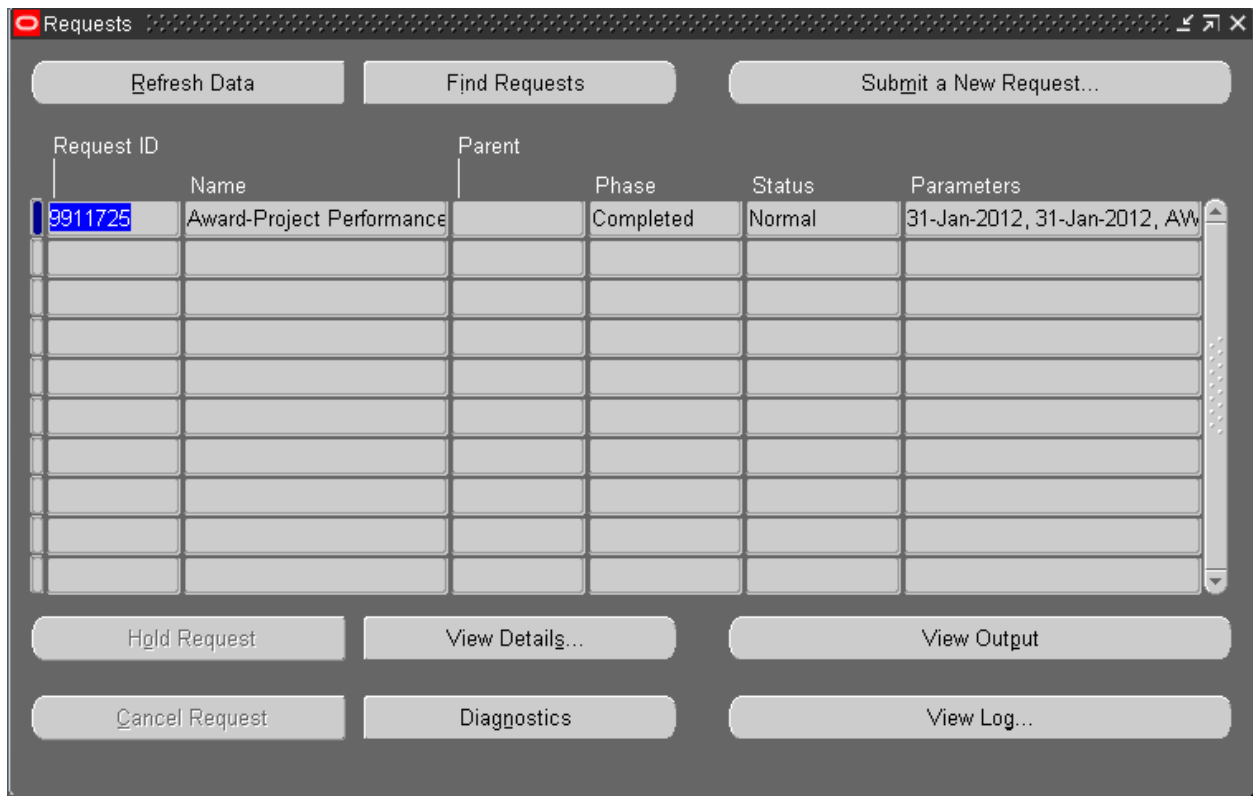 Requests
Refresh Data Find Requests Submit a New Request...
Request ID Parent
Name Phase Status Parameters
9911725 Award-Project Performance Completed Normal 31-Jan-2012, 31-Jan-2012, AW
Hold Request View Details... View Output
Cancel Request Diagnostics View Log...